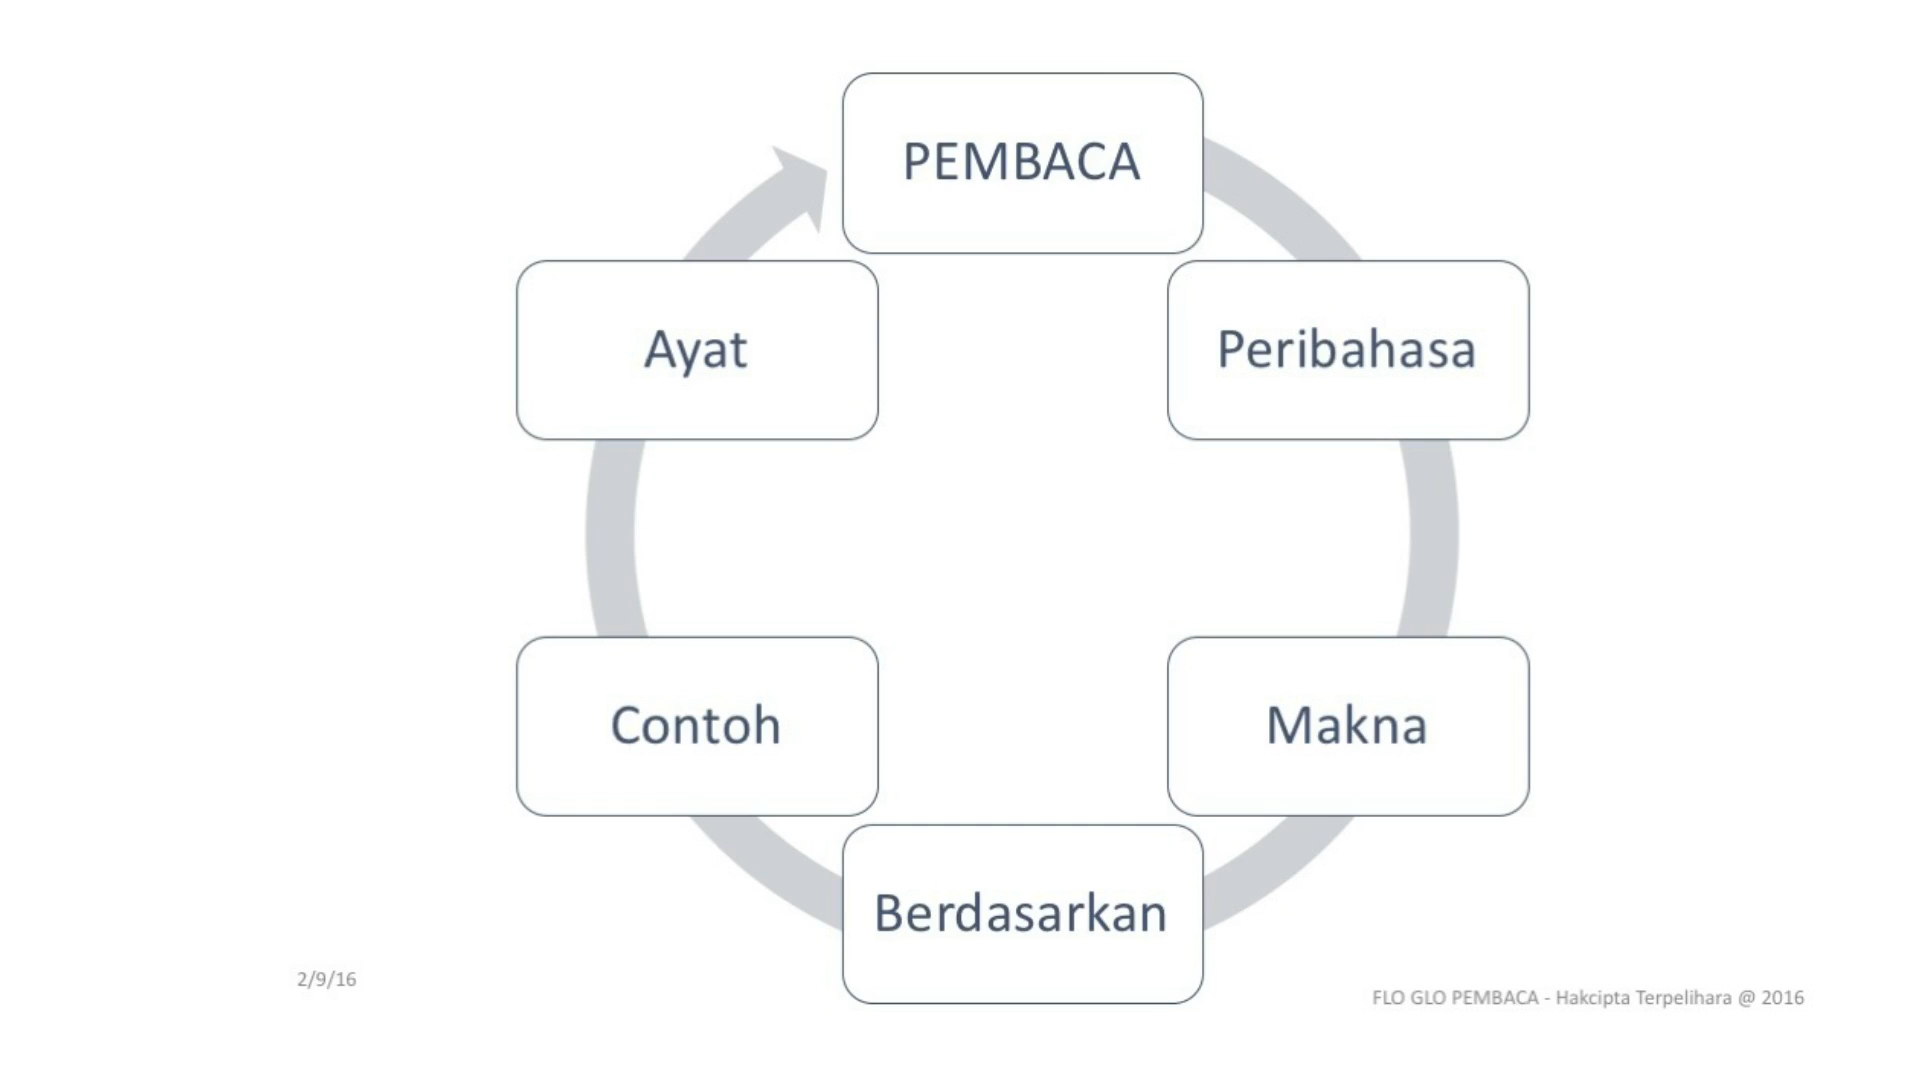 PEMBACA
Peribahasa
Makna
Berdasarkan
Contoh
Ayat
2/9/16
FLO GLO PEMBACA - Hakcipta Terpelihara @ 2016